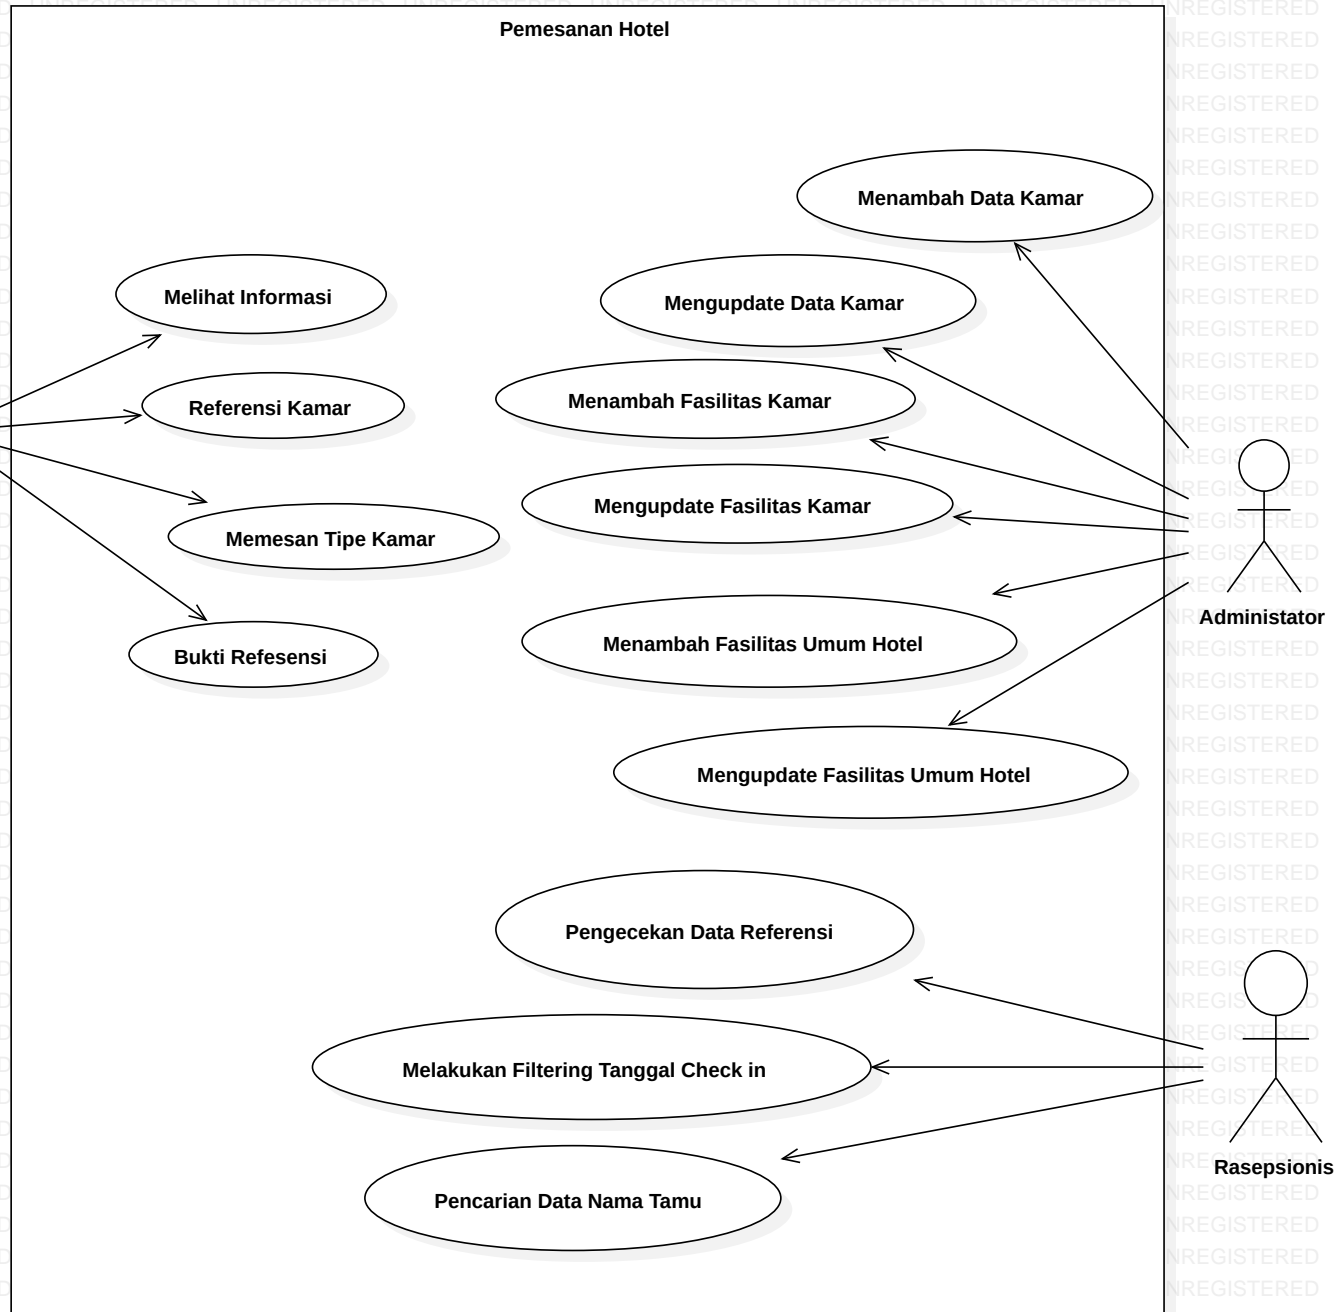 Pemesanan Hotel
Menambah Data Kamar
Melihat Informasi
Mengupdate Data Kamar
Referensi Kamar
Menambah Fasilitas Kamar
Memesan Tipe Kamar
Mengupdate Fasilitas Kamar
Administator
Bukti Refesensi
Menambah Fasilitas Umum Hotel
Mengupdate Fasilitas Umum Hotel
Pengecekan Data Referensi
Melakukan Filtering Tanggal Check in
Rasepsionis
Pencarian Data Nama Tamu